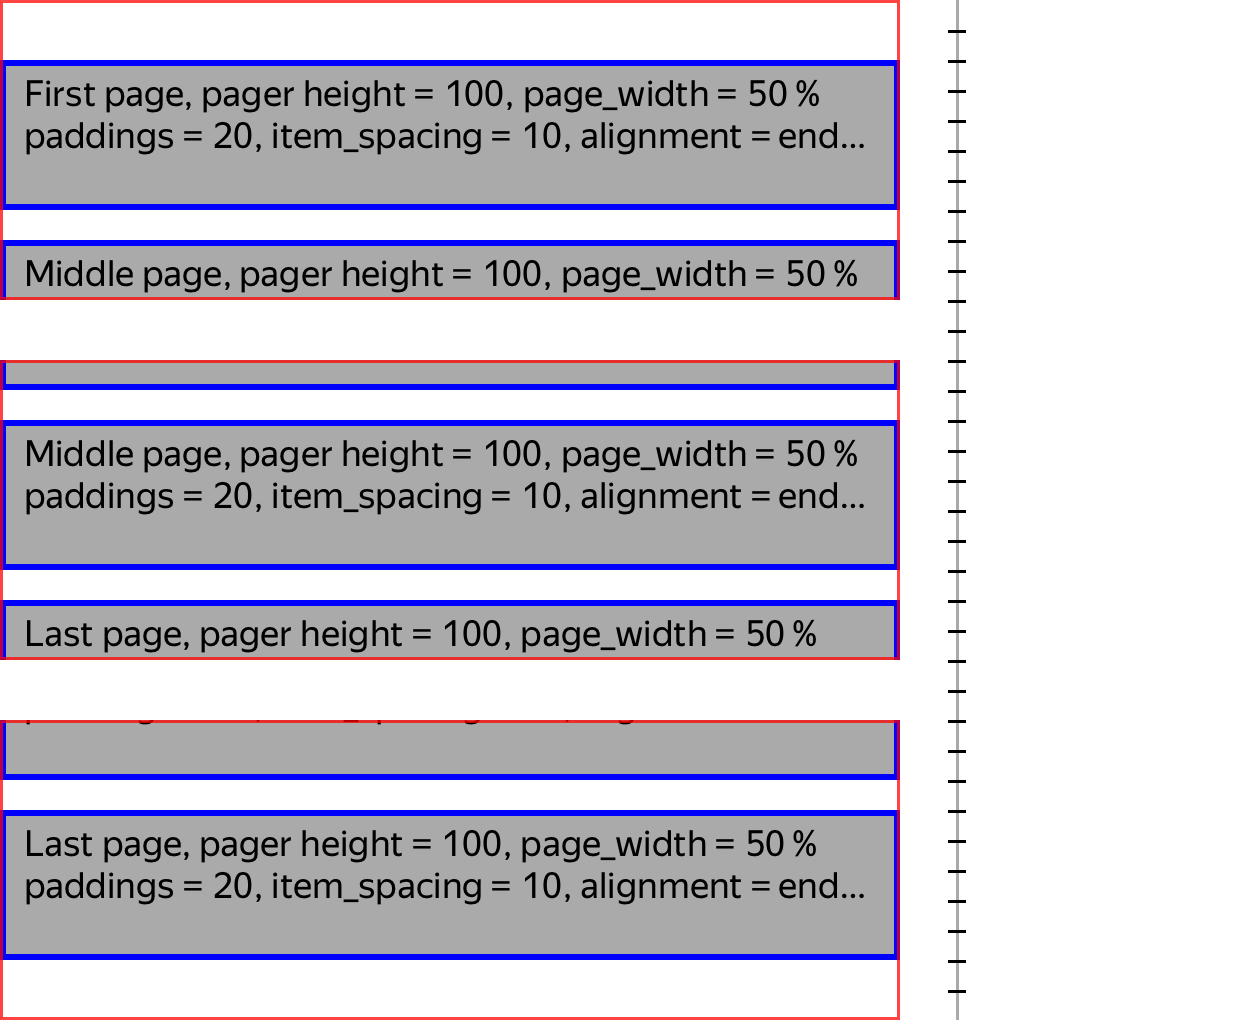 First page, pager height = 100, page_width = 50 %
paddings = 20, item_spacing = 10, alignment = end...
Middle page, pager height = 100, page_width = 50 %
Middle page, pager height = 100, page_width = 50 %
paddings = 20, item_spacing = 10, alignment = end...
Last page, pager height = 100, page_width = 50 %
Last page, pager height = 100, page_width = 50 %
paddings = 20, item_spacing = 10, alignment = end...